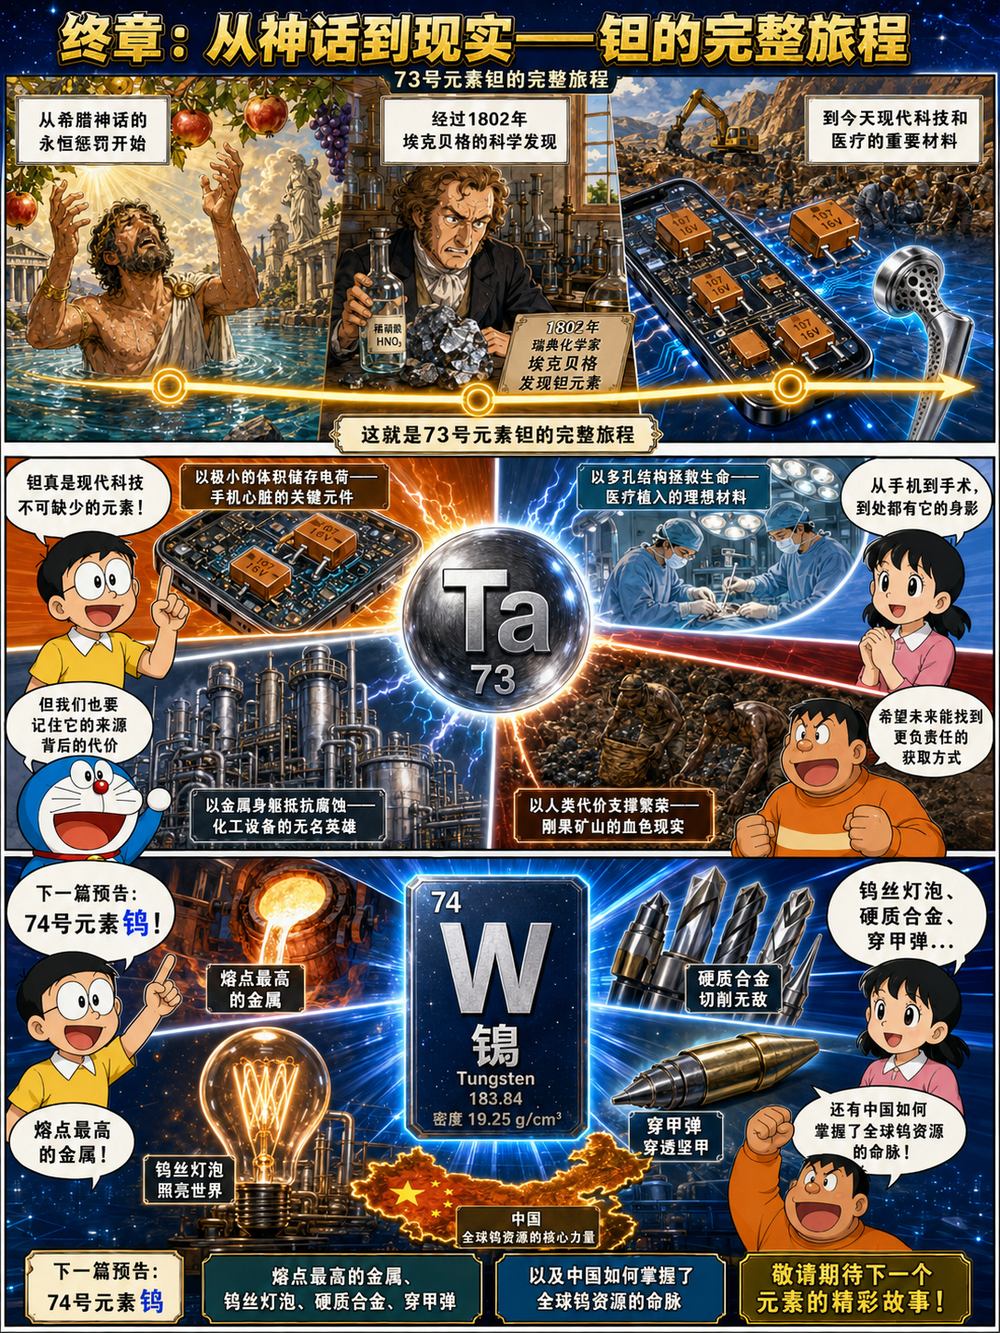 终章：从神话到现实——钽的完整旅程
73号元素钽的完整旅程
从希腊神话的
永恒惩罚开始
经过1802年
埃克贝格的科学发现
到今天现代科技和
医疗的重要材料
HNO₃
1802年
瑞典化学家
埃克贝格
发现钽元素
107
16V
107
16V
107
16V
107
16V
这就是73号元素钽的完整旅程
钽真是现代科技
不可缺少的元素！
以极小的体积储存电荷——
手机心脏的关键元件
以多孔结构拯救生命——
医疗植入的理想材料
从手机到手术，
到处都有它的身影
107
16V
107
16V
Ta
73
但我们也要
记住它的来源
背后的代价
希望未来能找到
更负责任的
获取方式
以金属身躯抵抗腐蚀——
化工设备的无名英雄
以人类代价支撑繁荣——
刚果矿山的血色现实
下一篇预告：
74号元素钨！
熔点最高
的金属
74
W
Tungsten
183.84
密度 19.25 g/cm³
硬质合金
切削无敌
钨丝灯泡、
硬质合金、
穿甲弹...
熔点最高
的金属！
钨丝灯泡
照亮世界
穿甲弹
穿透坚甲
还有中国如何
掌握了全球钨资源
的命脉！
中国
全球钨资源的核心力量
下一篇预告：
74号元素钨
熔点最高的金属、
钨丝灯泡、硬质合金、穿甲弹
以及中国如何掌握了
全球钨资源的命脉
敬请期待下一个
元素的精彩故事！